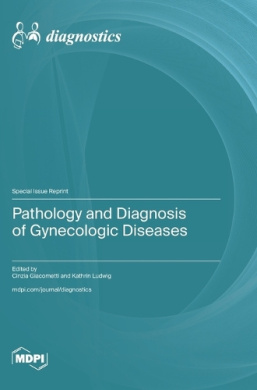 diagnostics
Special Issue Reprint
Pathology and Diagnosis
of Gynecologic Diseases
Edited by
Cinzia Giacometti and Kathrin Ludwig
mdpi.com/journal/diagnostics
MDPI